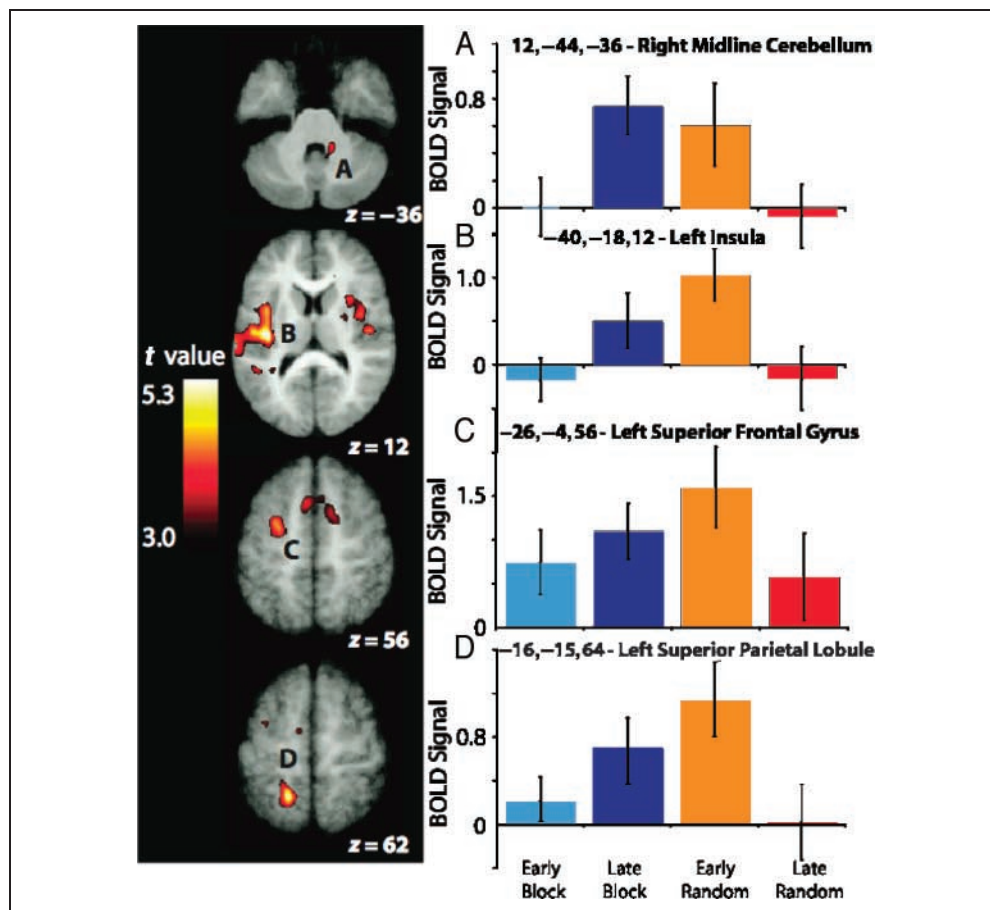 A
z=−36
B
z=12
t value
5.3
3.0
C
z=56
D
z=62
A
12,−44,−36 - Right Midline Cerebellum
BOLD Signal
0.8
0
B
−40,−18,12 - Left Insula
BOLD Signal
1.0
0
C
−26,−4,56 - Left Superior Frontal Gyrus
BOLD Signal
1.5
0
D
−16,−15,64 - Left Superior Parietal Lobule
BOLD Signal
0.8
0
Early
Block
Late
Block
Early
Random
Late
Random